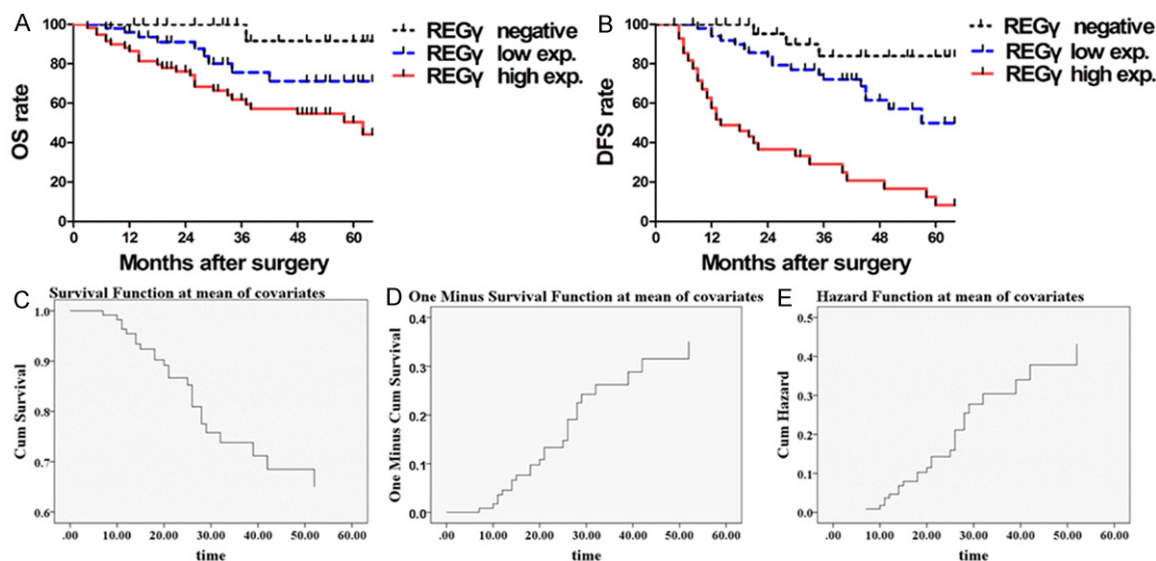 A
100
80
60
40
20
0
OS rate
0 12 24 36 48 60
Months after surgery
REGγ negative
REGγ low exp.
REGγ high exp.
B
100
80
60
40
20
0
DFS rate
0 12 24 36 48 60
Months after surgery
REGγ negative
REGγ low exp.
REGγ high exp.
C Survival Function at mean of covariates
1.0
0.9
0.8
0.7
0.6
Cum Survival
.00 10.00 20.00 30.00 40.00 50.00 60.00
time
D One Minus Survival Function at mean of covariates
0.4
0.3
0.2
0.1
0.0
One Minus Cum Survival
.00 10.00 20.00 30.00 40.00 50.00 60.00
time
E Hazard Function at mean of covariates
0.5
0.4
0.3
0.2
0.1
0.0
Cum Hazard
.00 10.00 20.00 30.00 40.00 50.00 60.00
time